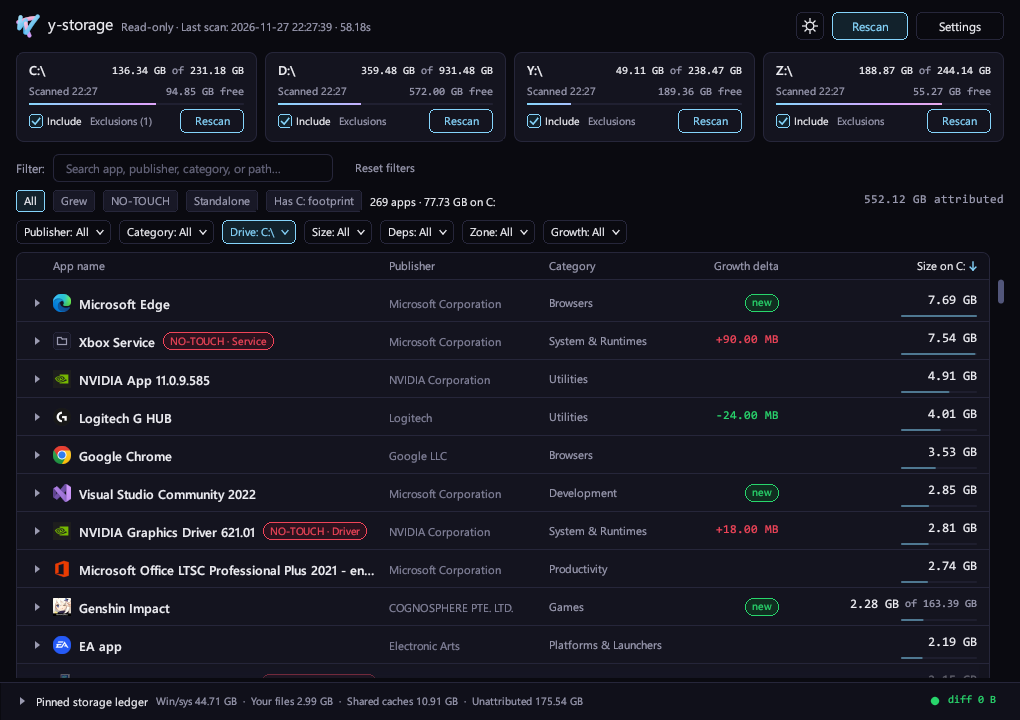 y-storage Read-only · Last scan: 2026-11-27 22:27:39 · 58.18s Rescan Settings
C:\ 136.34 GB of 231.18 GB
Scanned 22:27 94.85 GB free
Include Exclusions (1) Rescan
D:\ 359.48 GB of 931.48 GB
Scanned 22:27 572.00 GB free
Include Exclusions Rescan
Y:\ 49.11 GB of 238.47 GB
Scanned 22:27 189.36 GB free
Include Exclusions Rescan
Z:\ 188.87 GB of 244.14 GB
Scanned 22:27 55.27 GB free
Include Exclusions Rescan
Filter: Search app, publisher, category, or path… Reset filters
All Grew NO-TOUCH Standalone Has C: footprint 269 apps · 77.73 GB on C: 552.12 GB attributed
Publisher: All Category: All Drive: C:\ Size: All Deps: All Zone: All Growth: All
App name Publisher Category Growth delta Size on C:
Microsoft Edge Microsoft Corporation Browsers new 7.69 GB
Xbox Service NO-TOUCH · Service Microsoft Corporation System & Runtimes +90.00 MB 7.54 GB
NVIDIA App 11.0.9.585 NVIDIA Corporation Utilities 4.91 GB
Logitech G HUB Logitech Utilities -24.00 MB 4.01 GB
Google Chrome Google LLC Browsers 3.53 GB
Visual Studio Community 2022 Microsoft Corporation Development new 2.85 GB
NVIDIA Graphics Driver 621.01 NO-TOUCH · Driver NVIDIA Corporation System & Runtimes +18.00 MB 2.81 GB
Microsoft Office LTSC Professional Plus 2021 - en… Microsoft Corporation Productivity 2.74 GB
Genshin Impact COGNOSPHERE PTE. LTD. Games new 2.28 GB of 163.39 GB
EA app Electronic Arts Platforms & Launchers 2.19 GB
Pinned storage ledger Win/sys 44.71 GB · Your files 2.99 GB · Shared caches 10.91 GB · Unattributed 175.54 GB diff 0 B